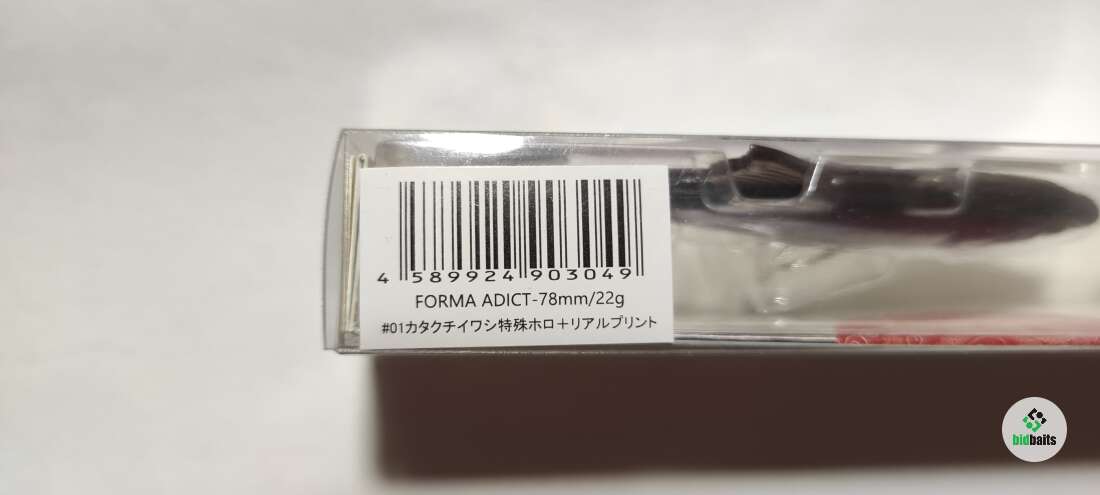 4 589924 903049
FORMA ADICT-78mm/22g
#01カタクチイワシ特殊ホロ+リアルプリント
bidbaits